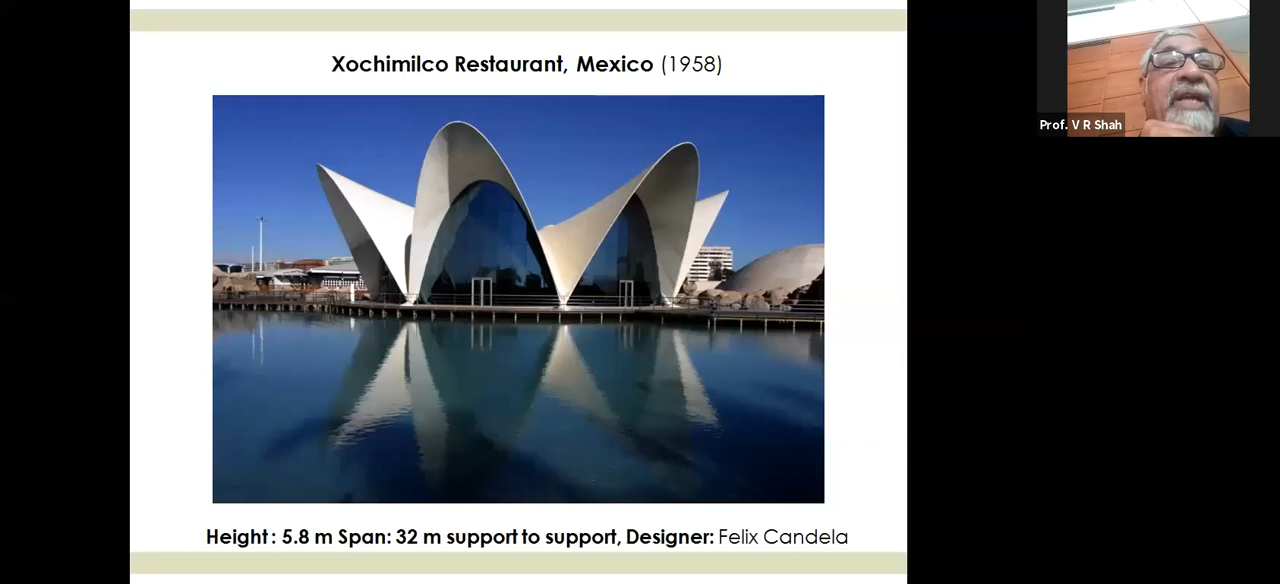 Xochimilco Restaurant, Mexico (1958)
Prof. V R Shah
Height : 5.8 m Span: 32 m support to support, Designer: Felix Candela